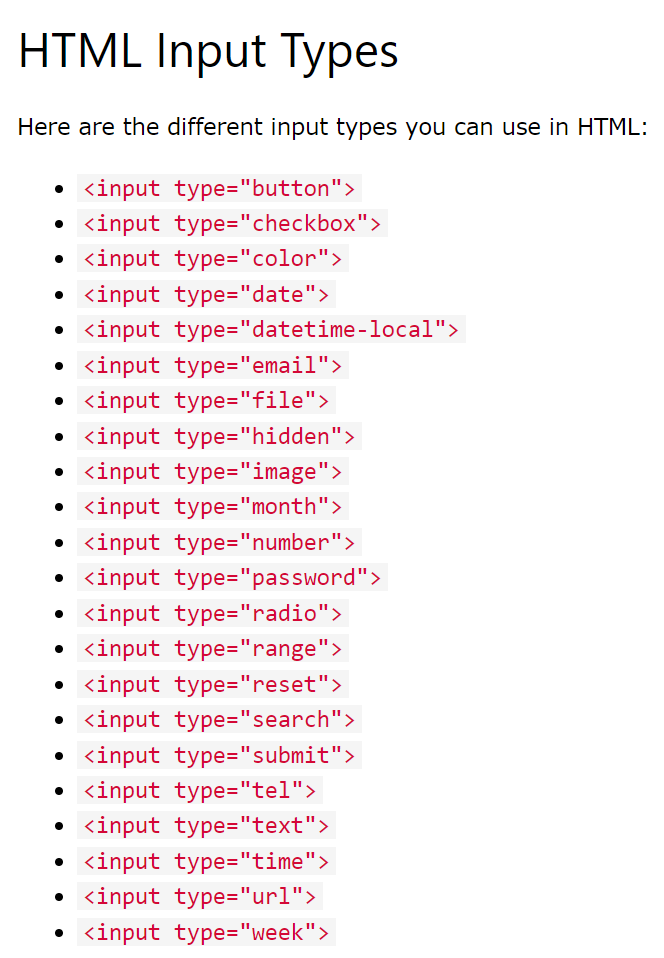 HTML Input Types
Here are the different input types you can use in HTML:
<input type="button">
<input type="checkbox">
<input type="color">
<input type="date">
<input type="datetime-local">
<input type="email">
<input type="file">
<input type="hidden">
<input type="image">
<input type="month">
<input type="number">
<input type="password">
<input type="radio">
<input type="range">
<input type="reset">
<input type="search">
<input type="submit">
<input type="tel">
<input type="text">
<input type="time">
<input type="url">
<input type="week">